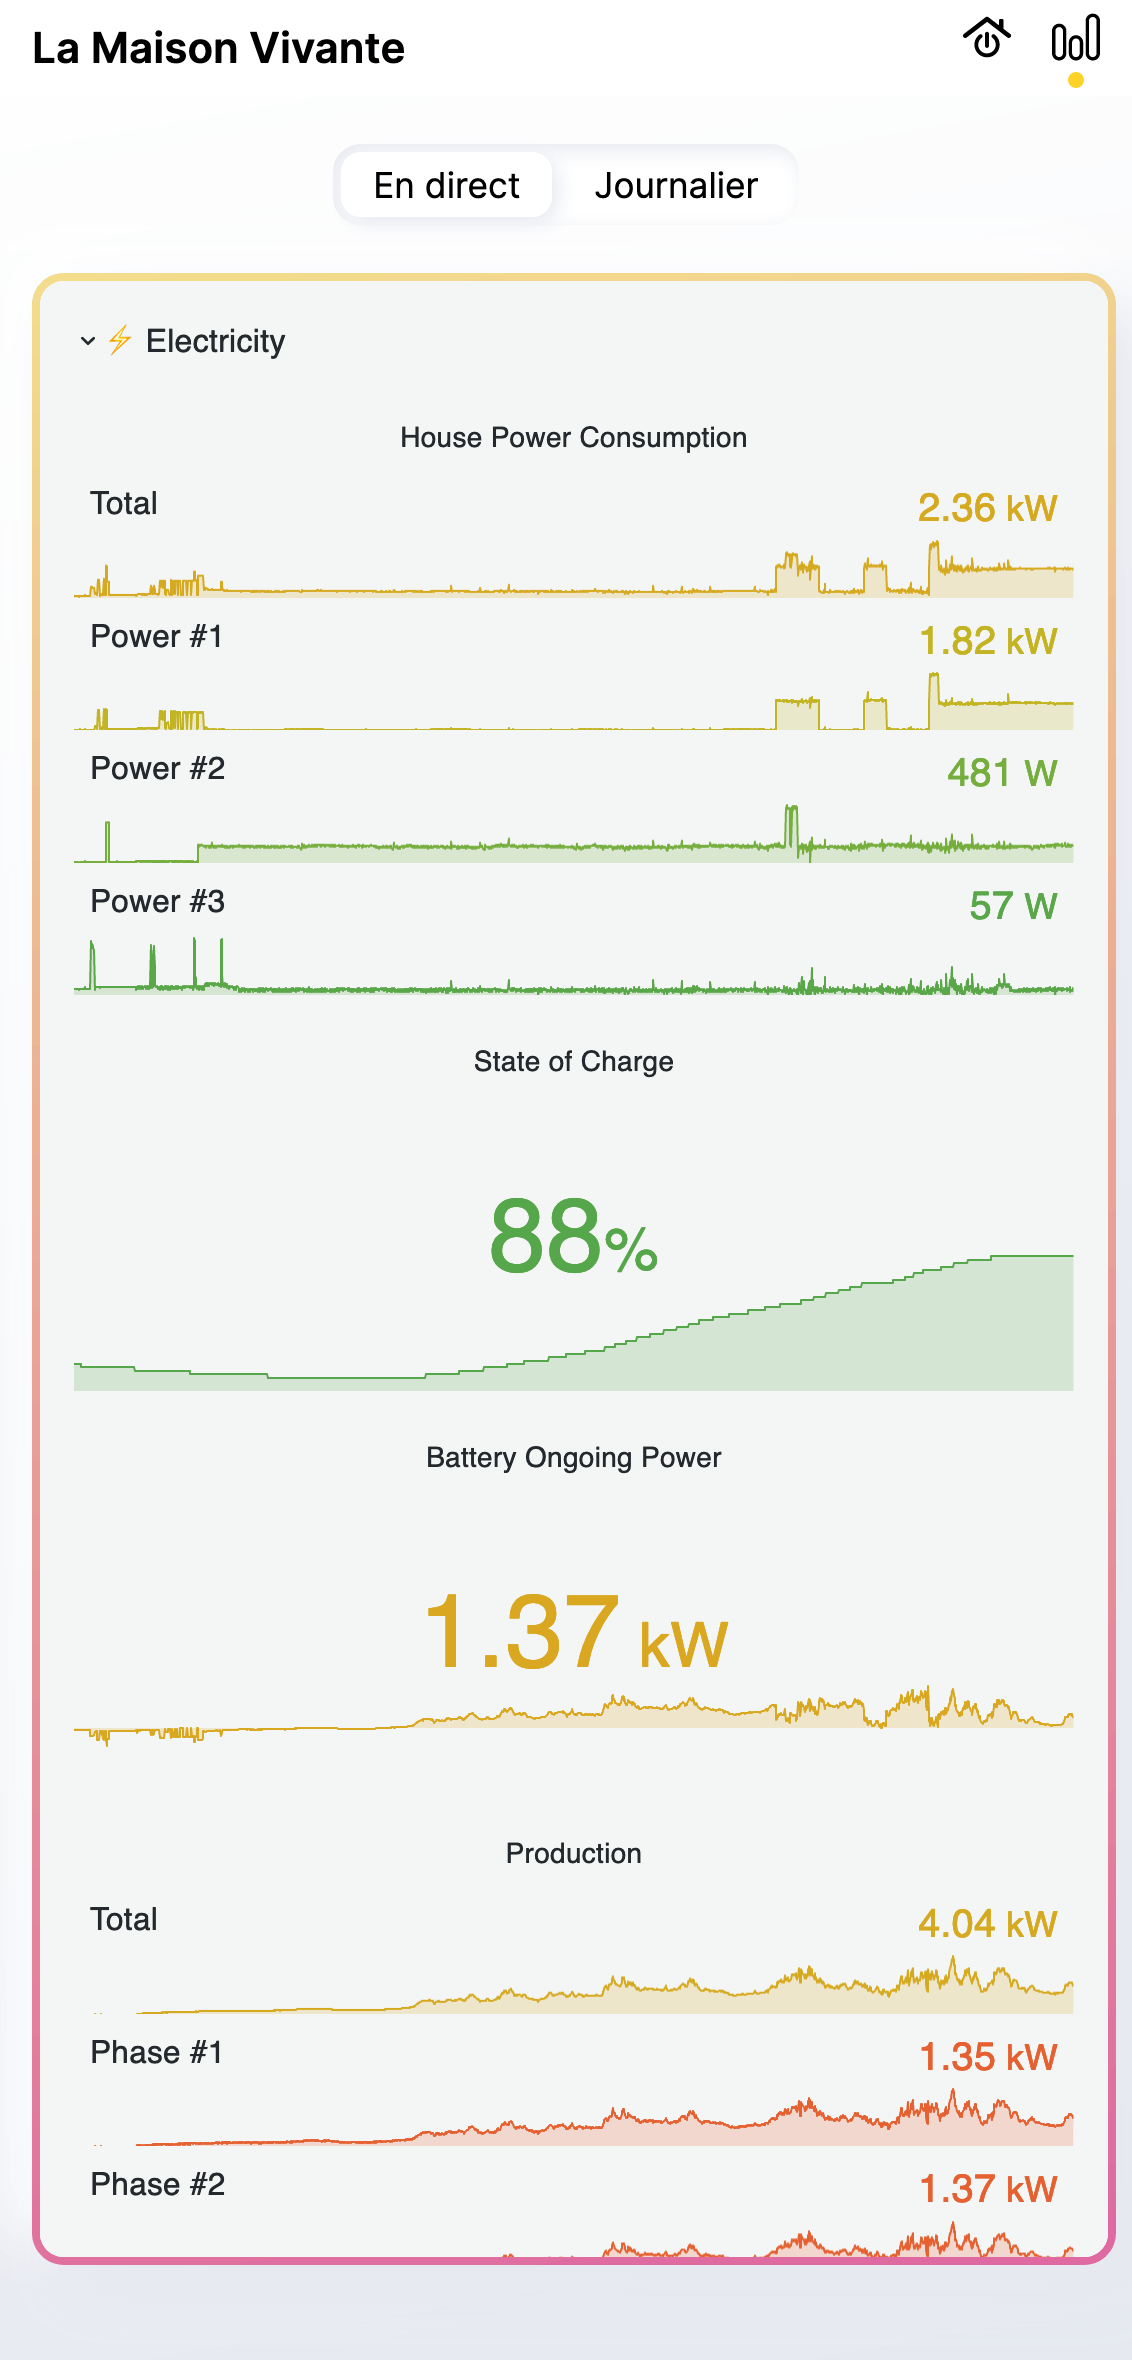 La Maison Vivante
En direct
Journalier
Electricity
House Power Consumption
Total
2.36 kW
Power #1
1.82 kW
Power #2
481 W
Power #3
57 W
State of Charge
88%
Battery Ongoing Power
1.37 kW
Production
Total
4.04 kW
Phase #1
1.35 kW
Phase #2
1.37 kW